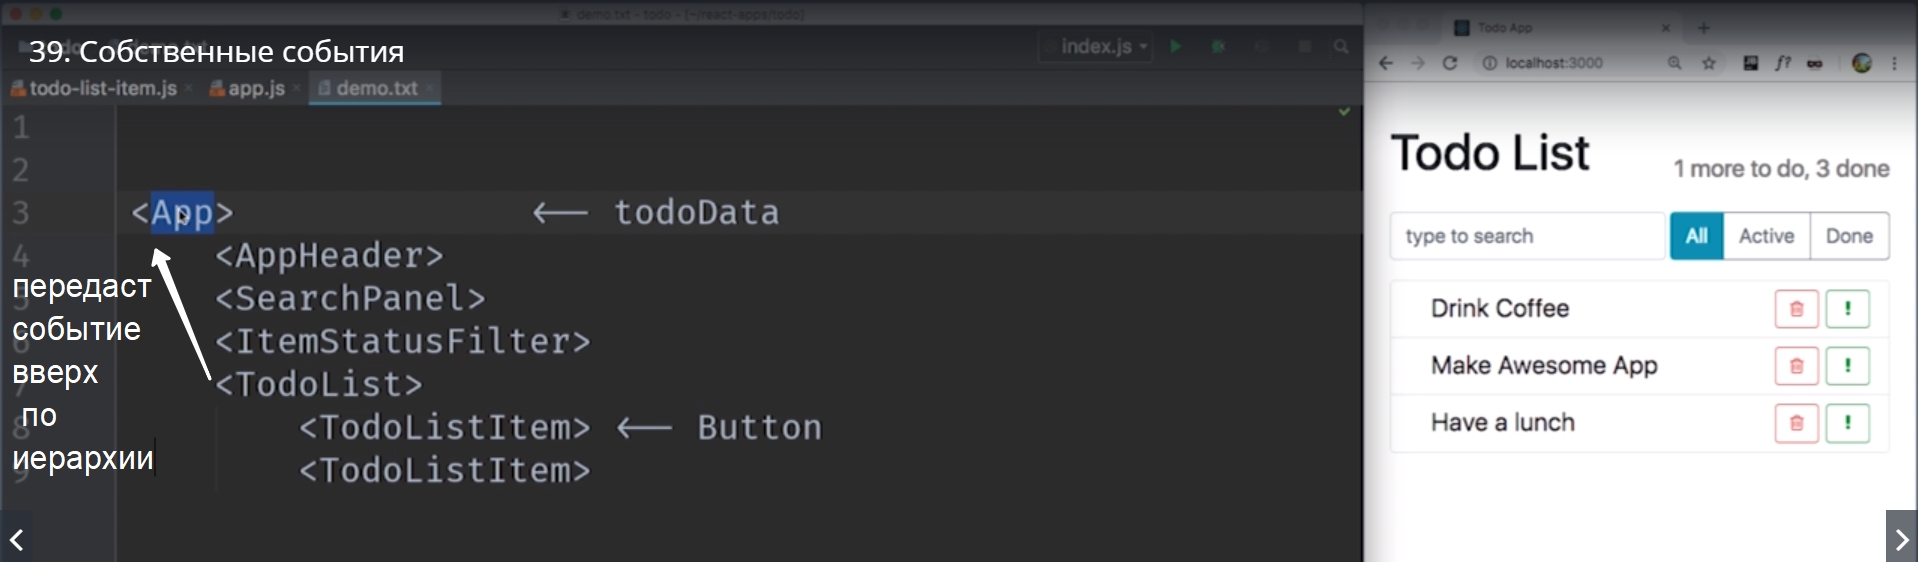 demo.txt - todo - [~/react-apps/todo]
39. Собственные события
index.js
todo-list-item.js
app.js
demo.txt
1
2
3 <App> <— todoData
4 <AppHeader>
5 <SearchPanel>
6 <ItemStatusFilter>
7 <TodoList>
8 <TodoListItem> <— Button
9 <TodoListItem>
передаст
событие
вверх
по
иерархии
Todo App
localhost:3000
f?
Todo List
1 more to do, 3 done
type to search
All
Active
Done
Drink Coffee
!
Make Awesome App
!
Have a lunch
!